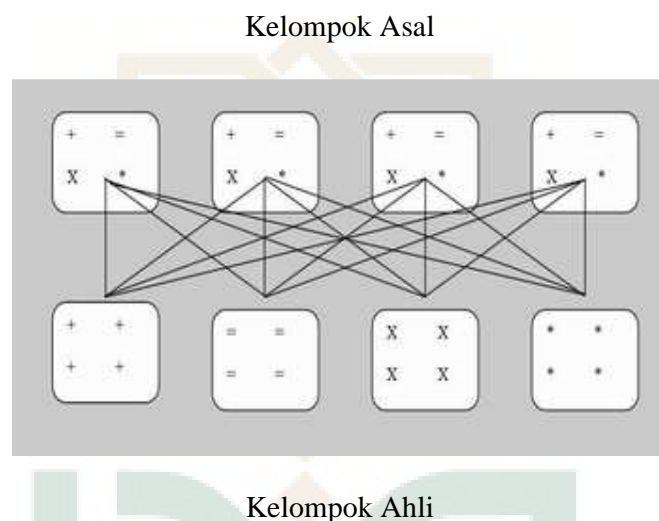 Kelompok Asal
+ = + = + = + =
X * X * X * X *
+ + = = X X * *
+ + = = X X * *
Kelompok Ahli